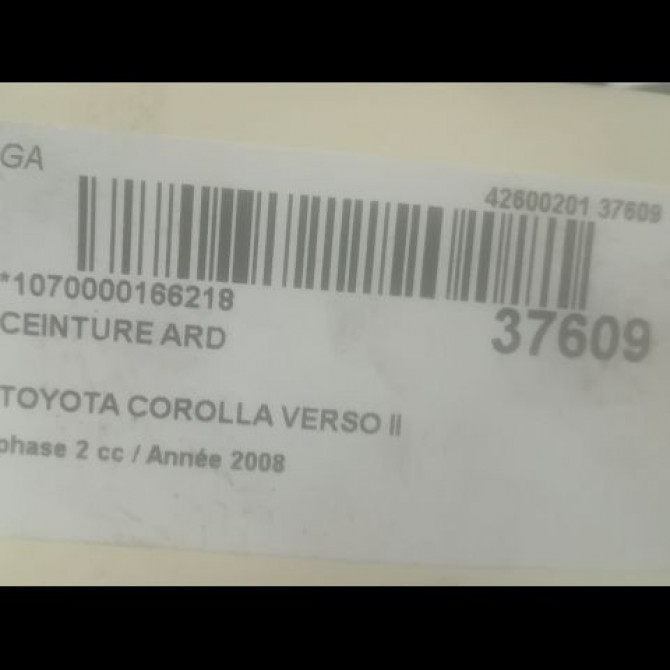 GA
42600201 37609
*1070000166218
37609
CEINTURE ARD
TOYOTA COROLLA VERSO II
phase 2 cc / Année 2008